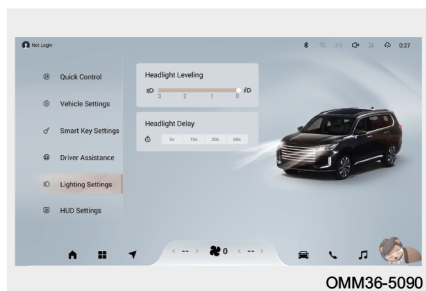 Not Login
0:27
Quick Control
Vehicle Settings
Smart Key Settings
Driver Assistance
Lighting Settings
HUD Settings
Headlight Leveling
3 2 1 0
Headlight Delay
0s 10s 30s 60s
< -- > 0 < -- >
OMM36-5090